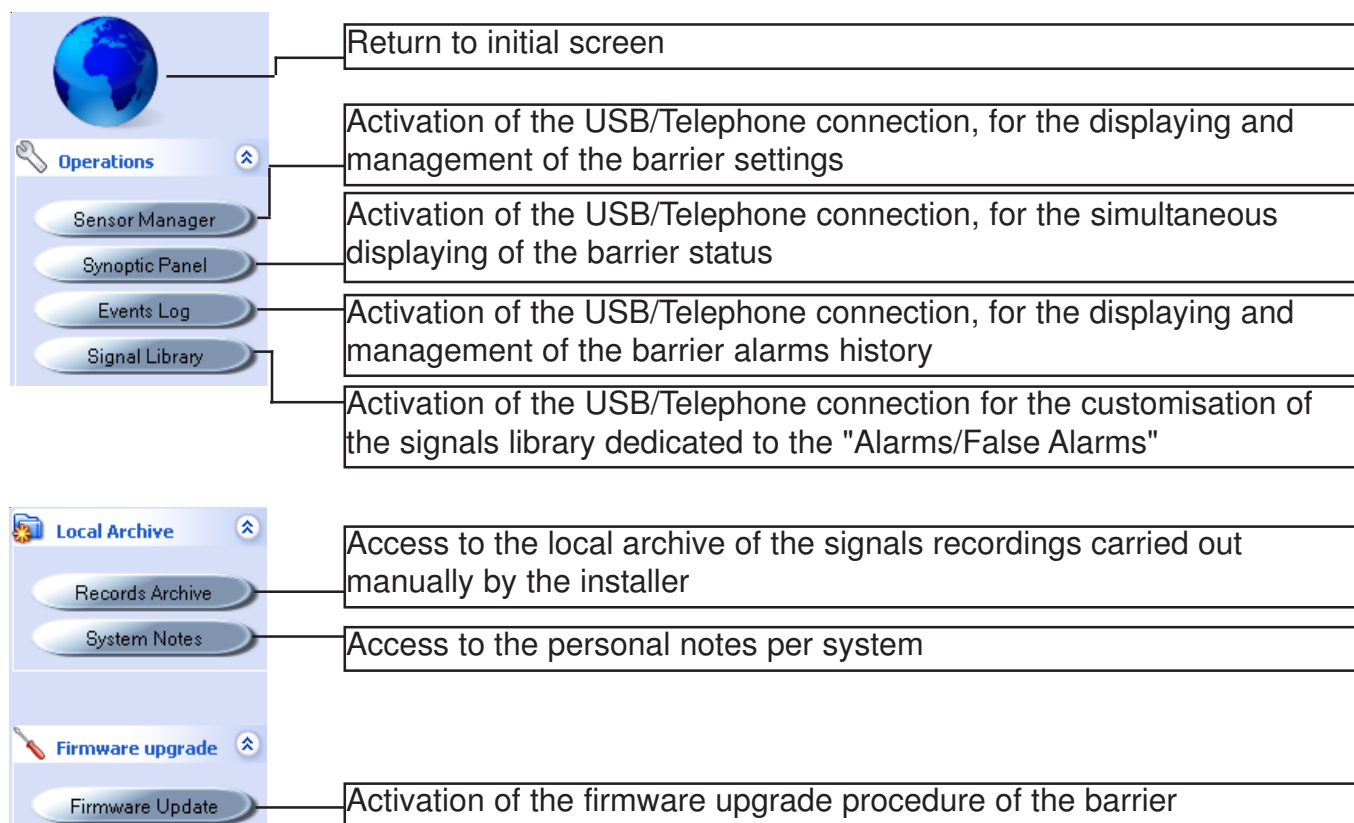 Return to initial screen
Operations
Activation of the USB/Telephone connection, for the displaying and
management of the barrier settings
Sensor Manager
Activation of the USB/Telephone connection, for the simultaneous
displaying of the barrier status
Synoptic Panel
Activation of the USB/Telephone connection, for the displaying and
management of the barrier alarms history
Events Log
Signal Library
Activation of the USB/Telephone connection for the customisation of
the signals library dedicated to the "Alarms/False Alarms"
Local Archive
Access to the local archive of the signals recordings carried out
manually by the installer
Records Archive
System Notes
Access to the personal notes per system
Firmware upgrade
Firmware Update
Activation of the firmware upgrade procedure of the barrier